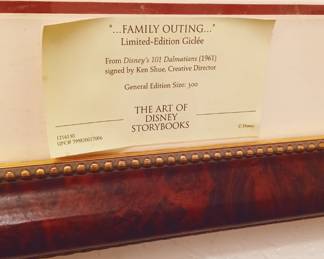 "...FAMILY OUTING..."
Limited-Edition Giclée
From Disney's 101 Dalmatians (1961)
signed by Ken Shue, Creative Director
General Edition Size: 300
THE ART OF
DISNEY
STORYBOOKS
© Disney